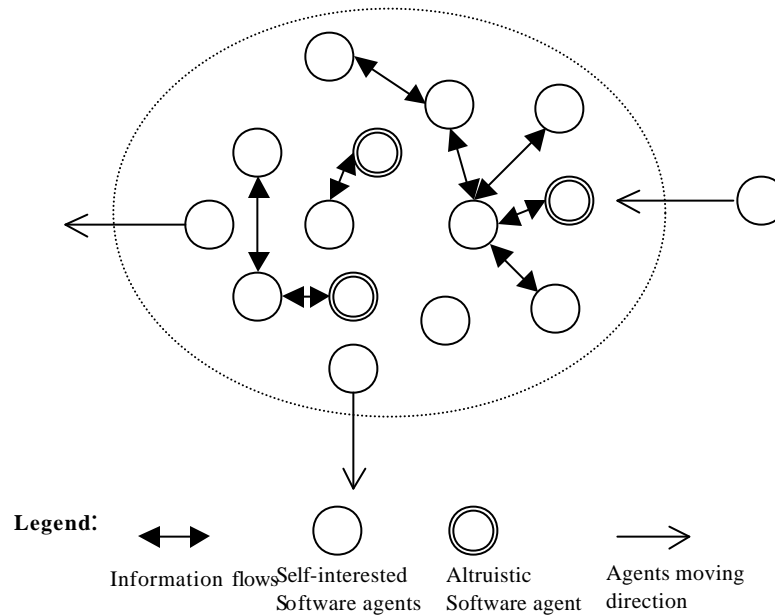 Legend:
Information flows
Self-interested
Software agents
Altruistic
Software agent
Agents moving
direction